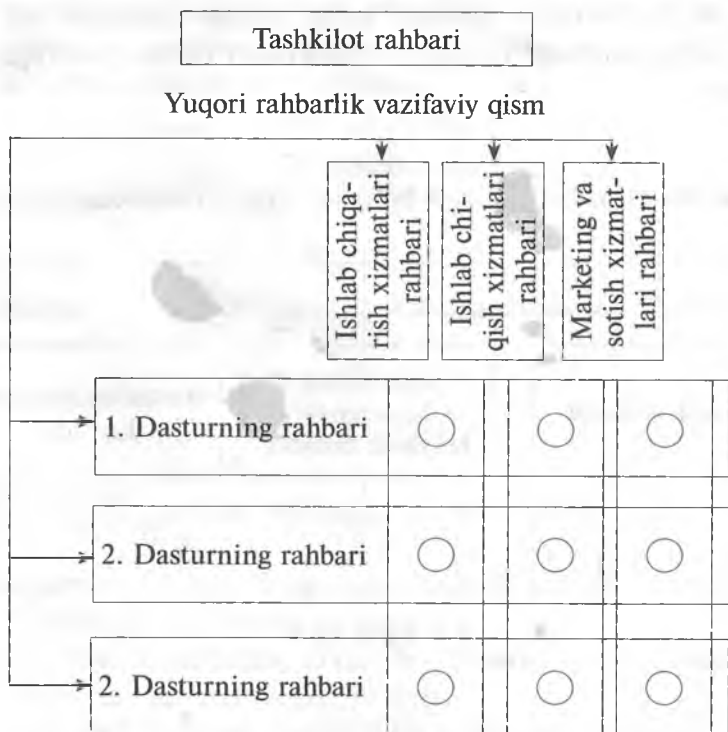 Tashkilot rahbari
Yuqori rahbarlik vazifaviy qism
Ishlab chiqa-
rish xizmatlari
rahbari
Ishlab chi-
qish xizmatlari
rahbari
Marketing va
sotish xizmat-
lari rahbari
1. Dasturning rahbari
2. Dasturning rahbari
2. Dasturning rahbari